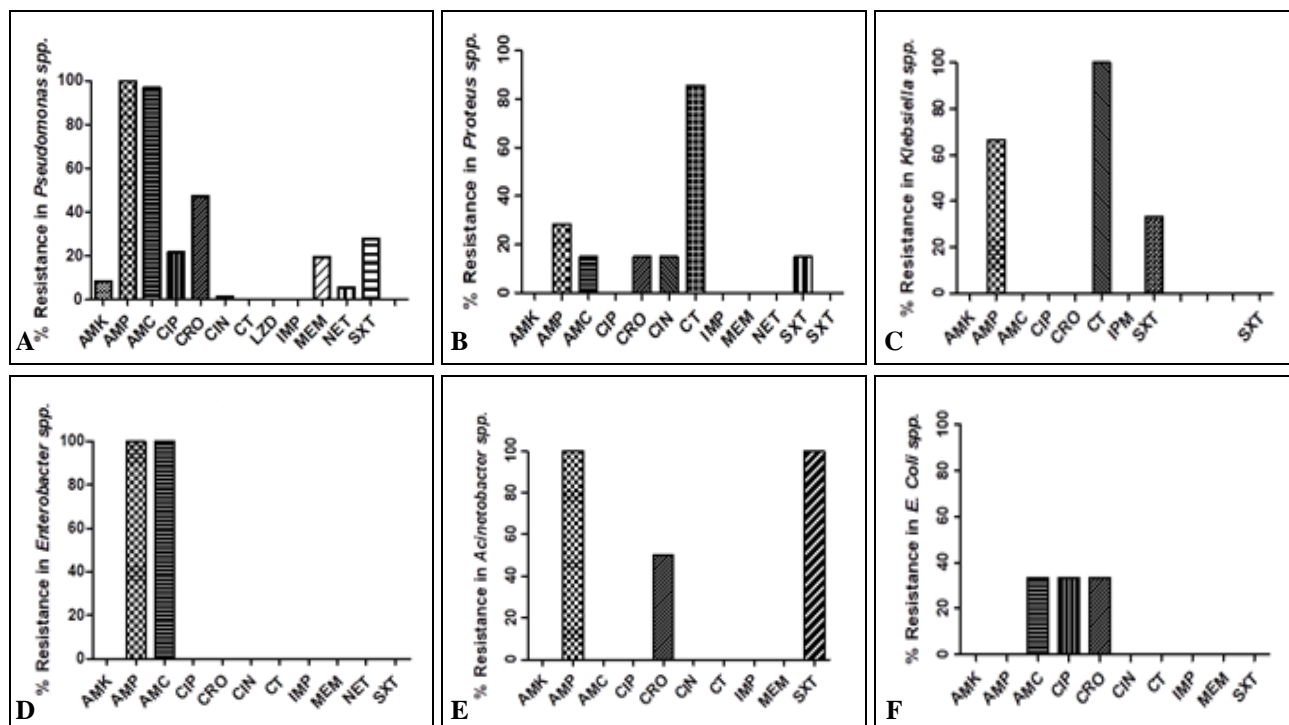 % Resistance in Pseudomonas spp.
100
80
60
40
20
0
AMK AMP AMC CIP CRO CIN CT LZD IMP MEM NET SXT
A
% Resistance in Proteus spp.
100
80
60
40
20
0
AMK AMP AMC CIP CRO CIN CT IMP MEM NET SXT SXT
B
% Resistance in Klebsiella spp.
100
80
60
40
20
0
AMK AMP AMC CIP CRO CT IPM SXT SXT
C
% Resistance in Enterobacter spp.
100
80
60
40
20
0
AMK AMP AMC CIP CRO CIN CT IMP MEM NET SXT
D
% Resistance in Acinetobacter spp.
100
80
60
40
20
0
AMK AMP AMC CIP CRO CIN CT IMP MEM SXT
E
% Resistance in E. Coli spp.
100
80
60
40
20
0
AMK AMP AMC CIP CRO CIN CT IMP MEM SXT
F